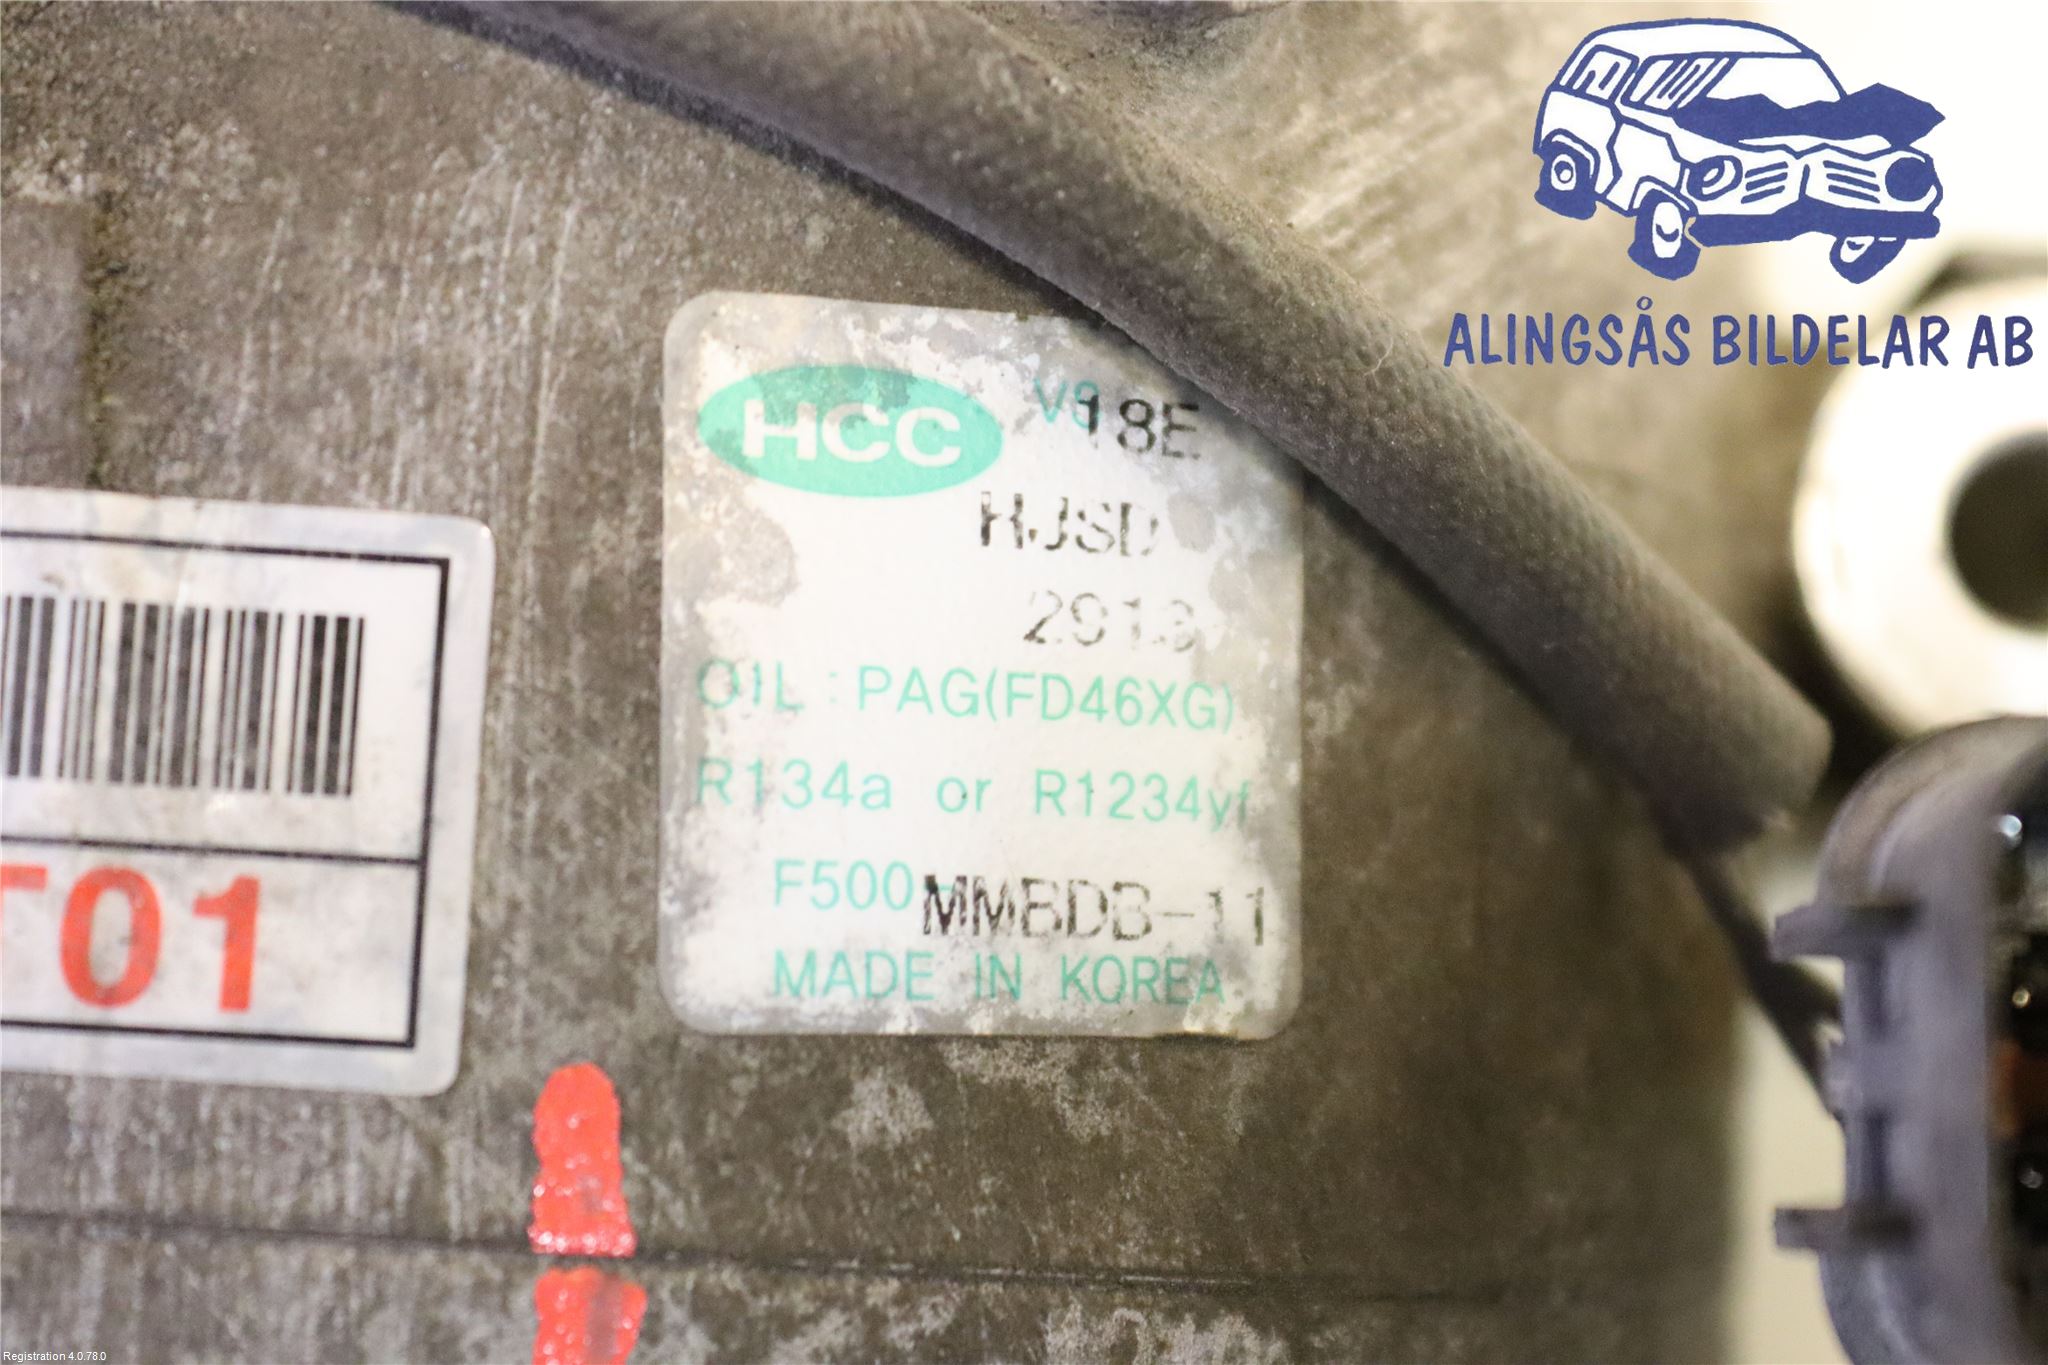 ALINGSÅS BILDELAR AB
HCC
18E
HJSD
OIL : PAG(FD46XG)
R134a or R1234yf
F500-MMBDB-11
MADE IN KOREA
T01
Registration 4.0.78.0